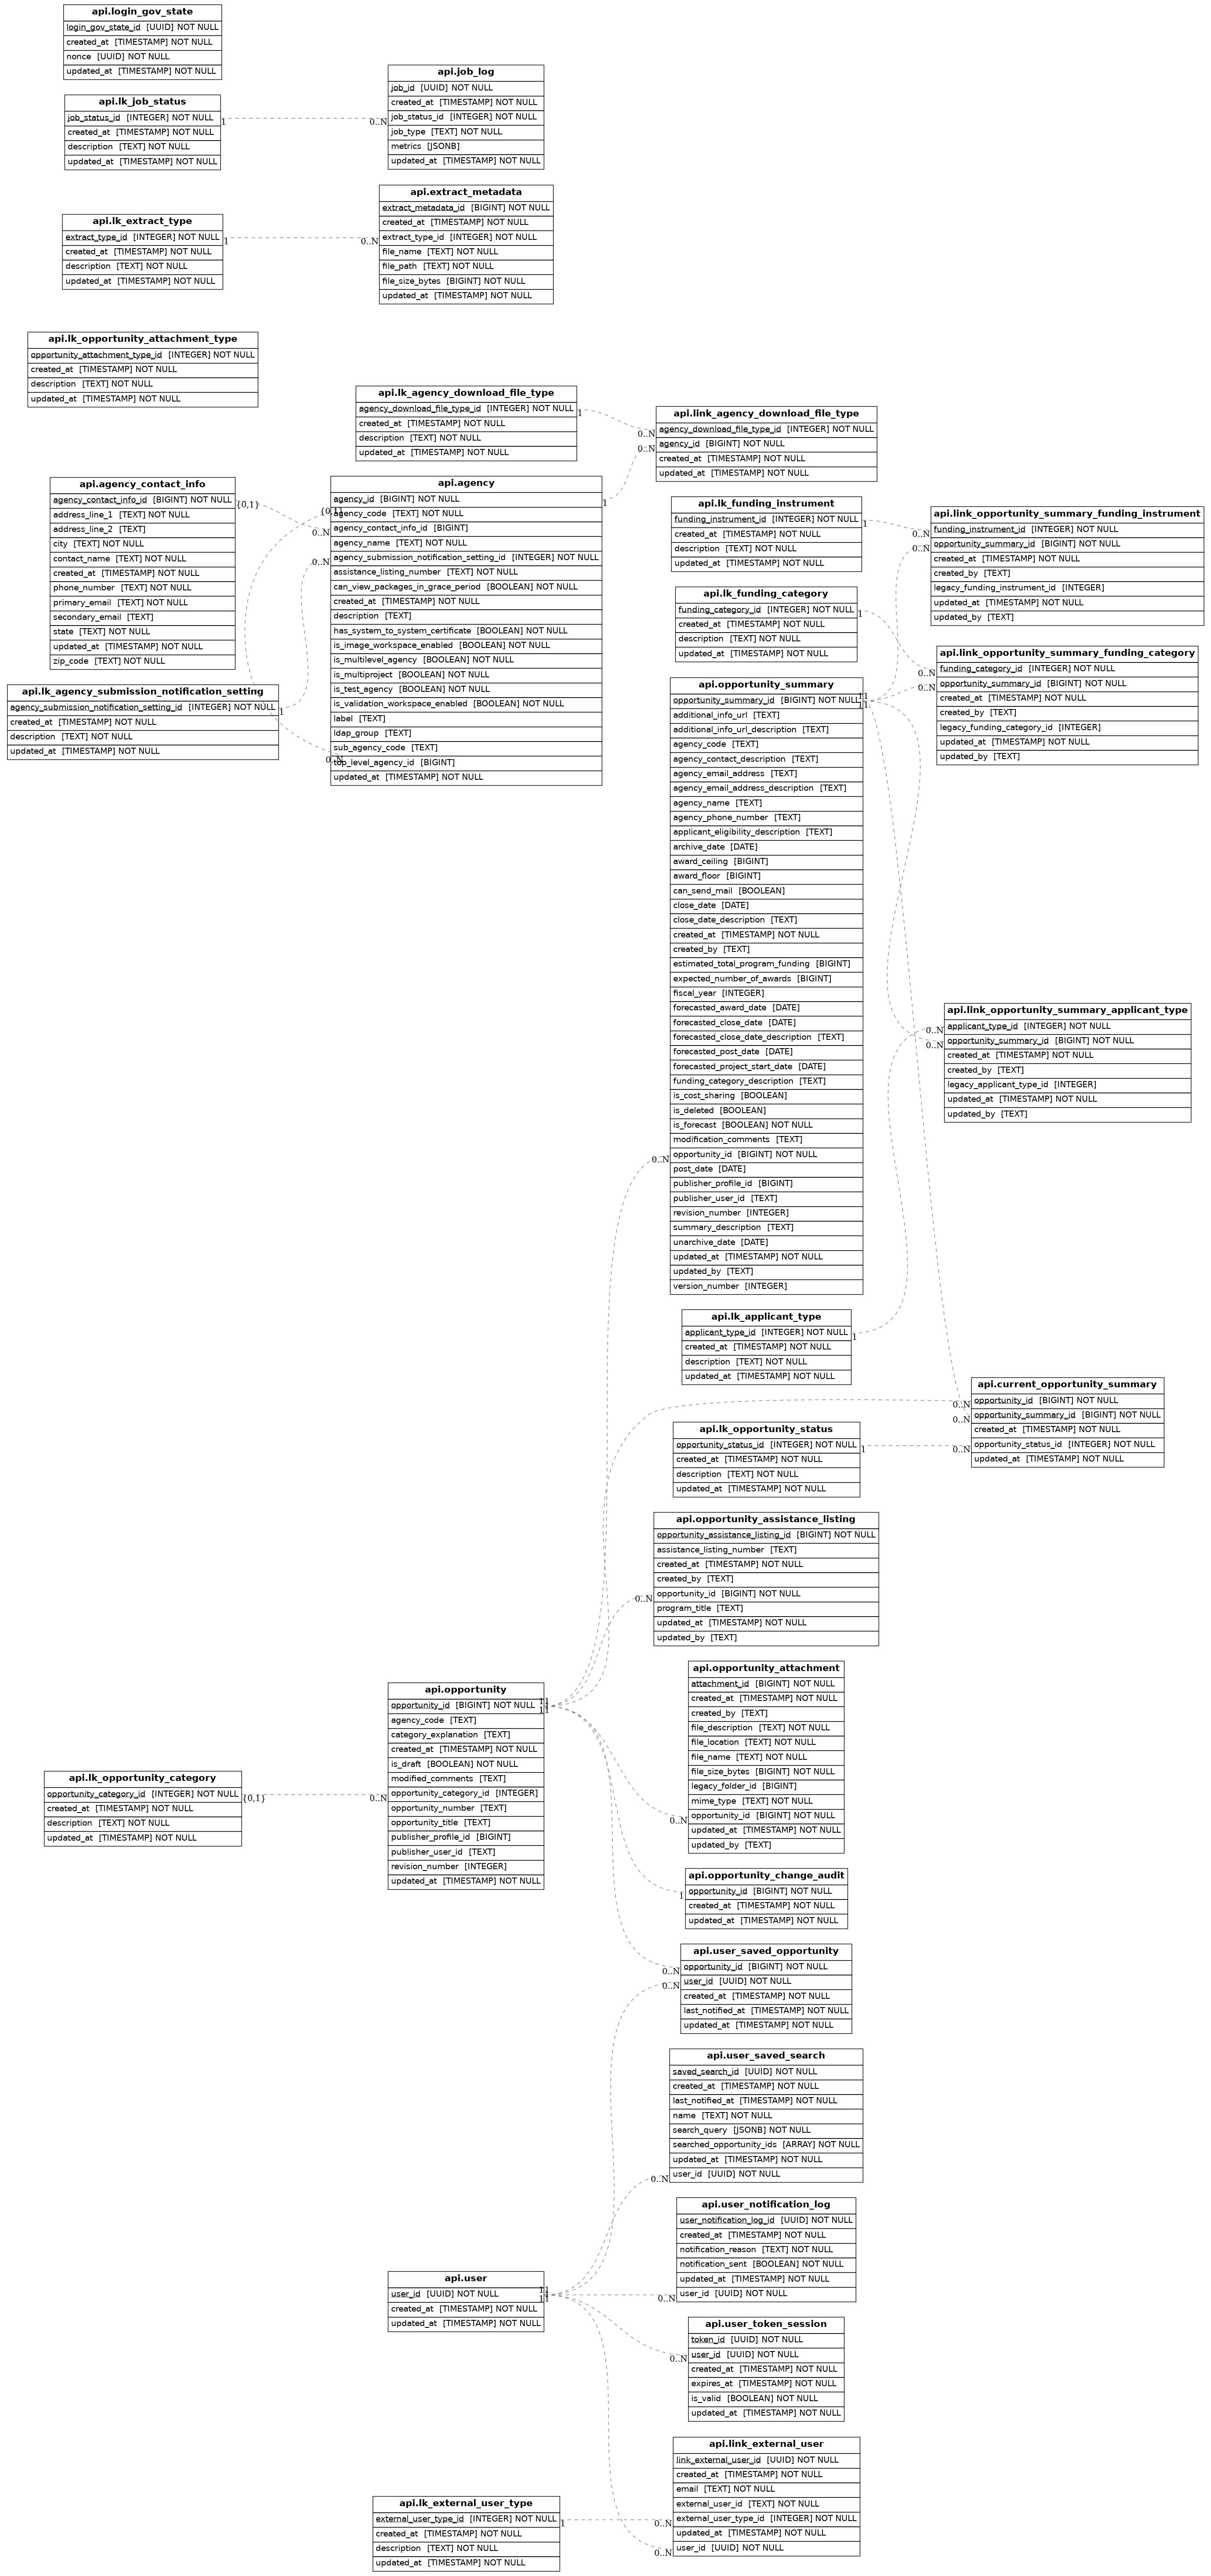 api.login_gov_state
login_gov_state_id [UUID] NOT NULL
created_at [TIMESTAMP] NOT NULL
nonce [UUID] NOT NULL
updated_at [TIMESTAMP] NOT NULL
api.job_log
job_id [UUID] NOT NULL
created_at [TIMESTAMP] NOT NULL
job_status_id [INTEGER] NOT NULL
job_type [TEXT] NOT NULL
metrics [JSONB]
updated_at [TIMESTAMP] NOT NULL
api.lk_job_status
job_status_id [INTEGER] NOT NULL
created_at [TIMESTAMP] NOT NULL
description [TEXT] NOT NULL
updated_at [TIMESTAMP] NOT NULL
1
0..N
api.extract_metadata
extract_metadata_id [BIGINT] NOT NULL
created_at [TIMESTAMP] NOT NULL
extract_type_id [INTEGER] NOT NULL
file_name [TEXT] NOT NULL
file_path [TEXT] NOT NULL
file_size_bytes [BIGINT] NOT NULL
updated_at [TIMESTAMP] NOT NULL
api.lk_extract_type
extract_type_id [INTEGER] NOT NULL
created_at [TIMESTAMP] NOT NULL
description [TEXT] NOT NULL
updated_at [TIMESTAMP] NOT NULL
1
0..N
api.lk_opportunity_attachment_type
opportunity_attachment_type_id [INTEGER] NOT NULL
created_at [TIMESTAMP] NOT NULL
description [TEXT] NOT NULL
updated_at [TIMESTAMP] NOT NULL
api.lk_agency_download_file_type
agency_download_file_type_id [INTEGER] NOT NULL
created_at [TIMESTAMP] NOT NULL
description [TEXT] NOT NULL
updated_at [TIMESTAMP] NOT NULL
1
0..N
api.link_agency_download_file_type
agency_download_file_type_id [INTEGER] NOT NULL
agency_id [BIGINT] NOT NULL
created_at [TIMESTAMP] NOT NULL
updated_at [TIMESTAMP] NOT NULL
0..N
1
api.agency_contact_info
agency_contact_info_id [BIGINT] NOT NULL
address_line_1 [TEXT] NOT NULL
address_line_2 [TEXT]
city [TEXT] NOT NULL
contact_name [TEXT] NOT NULL
created_at [TIMESTAMP] NOT NULL
phone_number [TEXT] NOT NULL
primary_email [TEXT] NOT NULL
secondary_email [TEXT]
state [TEXT] NOT NULL
updated_at [TIMESTAMP] NOT NULL
zip_code [TEXT] NOT NULL
{0,1}
0..N
api.agency
agency_id [BIGINT] NOT NULL
agency_code [TEXT] NOT NULL
agency_contact_info_id [BIGINT]
agency_name [TEXT] NOT NULL
agency_submission_notification_setting_id [INTEGER] NOT NULL
assistance_listing_number [TEXT] NOT NULL
can_view_packages_in_grace_period [BOOLEAN] NOT NULL
created_at [TIMESTAMP] NOT NULL
description [TEXT]
has_system_to_system_certificate [BOOLEAN] NOT NULL
is_image_workspace_enabled [BOOLEAN] NOT NULL
is_multilevel_agency [BOOLEAN] NOT NULL
is_multiproject [BOOLEAN] NOT NULL
is_test_agency [BOOLEAN] NOT NULL
is_validation_workspace_enabled [BOOLEAN] NOT NULL
label [TEXT]
ldap_group [TEXT]
sub_agency_code [TEXT]
top_level_agency_id [BIGINT]
updated_at [TIMESTAMP] NOT NULL
{0,1}
0..N
api.lk_agency_submission_notification_setting
agency_submission_notification_setting_id [INTEGER] NOT NULL
created_at [TIMESTAMP] NOT NULL
description [TEXT] NOT NULL
updated_at [TIMESTAMP] NOT NULL
1
0..N
api.lk_funding_instrument
funding_instrument_id [INTEGER] NOT NULL
created_at [TIMESTAMP] NOT NULL
description [TEXT] NOT NULL
updated_at [TIMESTAMP] NOT NULL
1
0..N
api.link_opportunity_summary_funding_instrument
funding_instrument_id [INTEGER] NOT NULL
opportunity_summary_id [BIGINT] NOT NULL
created_at [TIMESTAMP] NOT NULL
created_by [TEXT]
legacy_funding_instrument_id [INTEGER]
updated_at [TIMESTAMP] NOT NULL
updated_by [TEXT]
0..N
api.lk_funding_category
funding_category_id [INTEGER] NOT NULL
created_at [TIMESTAMP] NOT NULL
description [TEXT] NOT NULL
updated_at [TIMESTAMP] NOT NULL
1
0..N
api.link_opportunity_summary_funding_category
funding_category_id [INTEGER] NOT NULL
opportunity_summary_id [BIGINT] NOT NULL
created_at [TIMESTAMP] NOT NULL
created_by [TEXT]
legacy_funding_category_id [INTEGER]
updated_at [TIMESTAMP] NOT NULL
updated_by [TEXT]
0..N
api.opportunity_summary
opportunity_summary_id [BIGINT] NOT NULL
additional_info_url [TEXT]
additional_info_url_description [TEXT]
agency_code [TEXT]
agency_contact_description [TEXT]
agency_email_address [TEXT]
agency_email_address_description [TEXT]
agency_name [TEXT]
agency_phone_number [TEXT]
applicant_eligibility_description [TEXT]
archive_date [DATE]
award_ceiling [BIGINT]
award_floor [BIGINT]
can_send_mail [BOOLEAN]
close_date [DATE]
close_date_description [TEXT]
created_at [TIMESTAMP] NOT NULL
created_by [TEXT]
estimated_total_program_funding [BIGINT]
expected_number_of_awards [BIGINT]
fiscal_year [INTEGER]
forecasted_award_date [DATE]
forecasted_close_date [DATE]
forecasted_close_date_description [TEXT]
forecasted_post_date [DATE]
forecasted_project_start_date [DATE]
funding_category_description [TEXT]
is_cost_sharing [BOOLEAN]
is_deleted [BOOLEAN]
is_forecast [BOOLEAN] NOT NULL
modification_comments [TEXT]
opportunity_id [BIGINT] NOT NULL
post_date [DATE]
publisher_profile_id [BIGINT]
publisher_user_id [TEXT]
revision_number [INTEGER]
summary_description [TEXT]
unarchive_date [DATE]
updated_at [TIMESTAMP] NOT NULL
updated_by [TEXT]
version_number [INTEGER]
11
11
0..N
api.link_opportunity_summary_applicant_type
applicant_type_id [INTEGER] NOT NULL
opportunity_summary_id [BIGINT] NOT NULL
created_at [TIMESTAMP] NOT NULL
created_by [TEXT]
legacy_applicant_type_id [INTEGER]
updated_at [TIMESTAMP] NOT NULL
updated_by [TEXT]
0..N
0..N
api.lk_applicant_type
applicant_type_id [INTEGER] NOT NULL
created_at [TIMESTAMP] NOT NULL
description [TEXT] NOT NULL
updated_at [TIMESTAMP] NOT NULL
1
api.current_opportunity_summary
opportunity_id [BIGINT] NOT NULL
opportunity_summary_id [BIGINT] NOT NULL
created_at [TIMESTAMP] NOT NULL
opportunity_status_id [INTEGER] NOT NULL
updated_at [TIMESTAMP] NOT NULL
0..N
0..N
0..N
api.lk_opportunity_status
opportunity_status_id [INTEGER] NOT NULL
created_at [TIMESTAMP] NOT NULL
description [TEXT] NOT NULL
updated_at [TIMESTAMP] NOT NULL
1
api.opportunity_assistance_listing
opportunity_assistance_listing_id [BIGINT] NOT NULL
assistance_listing_number [TEXT]
created_at [TIMESTAMP] NOT NULL
created_by [TEXT]
opportunity_id [BIGINT] NOT NULL
program_title [TEXT]
updated_at [TIMESTAMP] NOT NULL
updated_by [TEXT]
0..N
api.opportunity_attachment
attachment_id [BIGINT] NOT NULL
created_at [TIMESTAMP] NOT NULL
created_by [TEXT]
file_description [TEXT] NOT NULL
file_location [TEXT] NOT NULL
file_name [TEXT] NOT NULL
file_size_bytes [BIGINT] NOT NULL
legacy_folder_id [BIGINT]
mime_type [TEXT] NOT NULL
opportunity_id [BIGINT] NOT NULL
updated_at [TIMESTAMP] NOT NULL
updated_by [TEXT]
0..N
api.opportunity
opportunity_id [BIGINT] NOT NULL
agency_code [TEXT]
category_explanation [TEXT]
created_at [TIMESTAMP] NOT NULL
is_draft [BOOLEAN] NOT NULL
modified_comments [TEXT]
opportunity_category_id [INTEGER]
opportunity_number [TEXT]
opportunity_title [TEXT]
publisher_profile_id [BIGINT]
publisher_user_id [TEXT]
revision_number [INTEGER]
updated_at [TIMESTAMP] NOT NULL
11
11
api.lk_opportunity_category
opportunity_category_id [INTEGER] NOT NULL
created_at [TIMESTAMP] NOT NULL
description [TEXT] NOT NULL
updated_at [TIMESTAMP] NOT NULL
{0,1}
0..N
api.opportunity_change_audit
opportunity_id [BIGINT] NOT NULL
created_at [TIMESTAMP] NOT NULL
updated_at [TIMESTAMP] NOT NULL
1
api.user_saved_opportunity
opportunity_id [BIGINT] NOT NULL
user_id [UUID] NOT NULL
created_at [TIMESTAMP] NOT NULL
last_notified_at [TIMESTAMP] NOT NULL
updated_at [TIMESTAMP] NOT NULL
0..N
0..N
api.user_saved_search
saved_search_id [UUID] NOT NULL
created_at [TIMESTAMP] NOT NULL
last_notified_at [TIMESTAMP] NOT NULL
name [TEXT] NOT NULL
search_query [JSONB] NOT NULL
searched_opportunity_ids [ARRAY] NOT NULL
updated_at [TIMESTAMP] NOT NULL
user_id [UUID] NOT NULL
0..N
api.user_notification_log
user_notification_log_id [UUID] NOT NULL
created_at [TIMESTAMP] NOT NULL
notification_reason [TEXT] NOT NULL
notification_sent [BOOLEAN] NOT NULL
updated_at [TIMESTAMP] NOT NULL
user_id [UUID] NOT NULL
0..N
api.user
user_id [UUID] NOT NULL
created_at [TIMESTAMP] NOT NULL
updated_at [TIMESTAMP] NOT NULL
11
11
api.user_token_session
token_id [UUID] NOT NULL
user_id [UUID] NOT NULL
created_at [TIMESTAMP] NOT NULL
expires_at [TIMESTAMP] NOT NULL
is_valid [BOOLEAN] NOT NULL
updated_at [TIMESTAMP] NOT NULL
0..N
api.link_external_user
link_external_user_id [UUID] NOT NULL
created_at [TIMESTAMP] NOT NULL
email [TEXT] NOT NULL
external_user_id [TEXT] NOT NULL
external_user_type_id [INTEGER] NOT NULL
updated_at [TIMESTAMP] NOT NULL
user_id [UUID] NOT NULL
0..N
0..N
api.lk_external_user_type
external_user_type_id [INTEGER] NOT NULL
created_at [TIMESTAMP] NOT NULL
description [TEXT] NOT NULL
updated_at [TIMESTAMP] NOT NULL
1